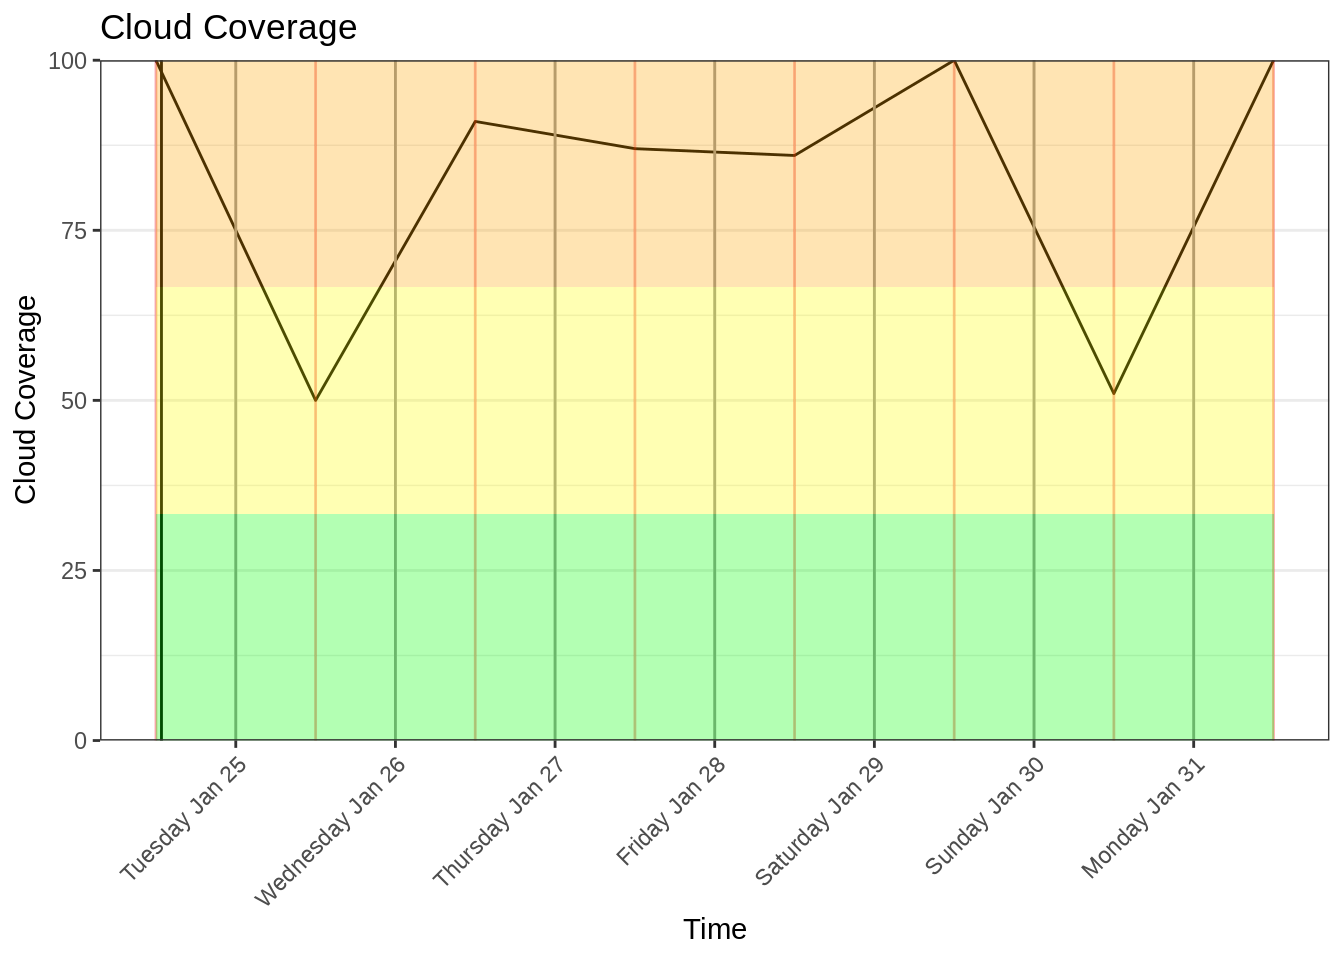 Cloud Coverage
100
75
50
25
0
Cloud Coverage
Tuesday Jan 25
Wednesday Jan 26
Thursday Jan 27
Friday Jan 28
Saturday Jan 29
Sunday Jan 30
Monday Jan 31
Time